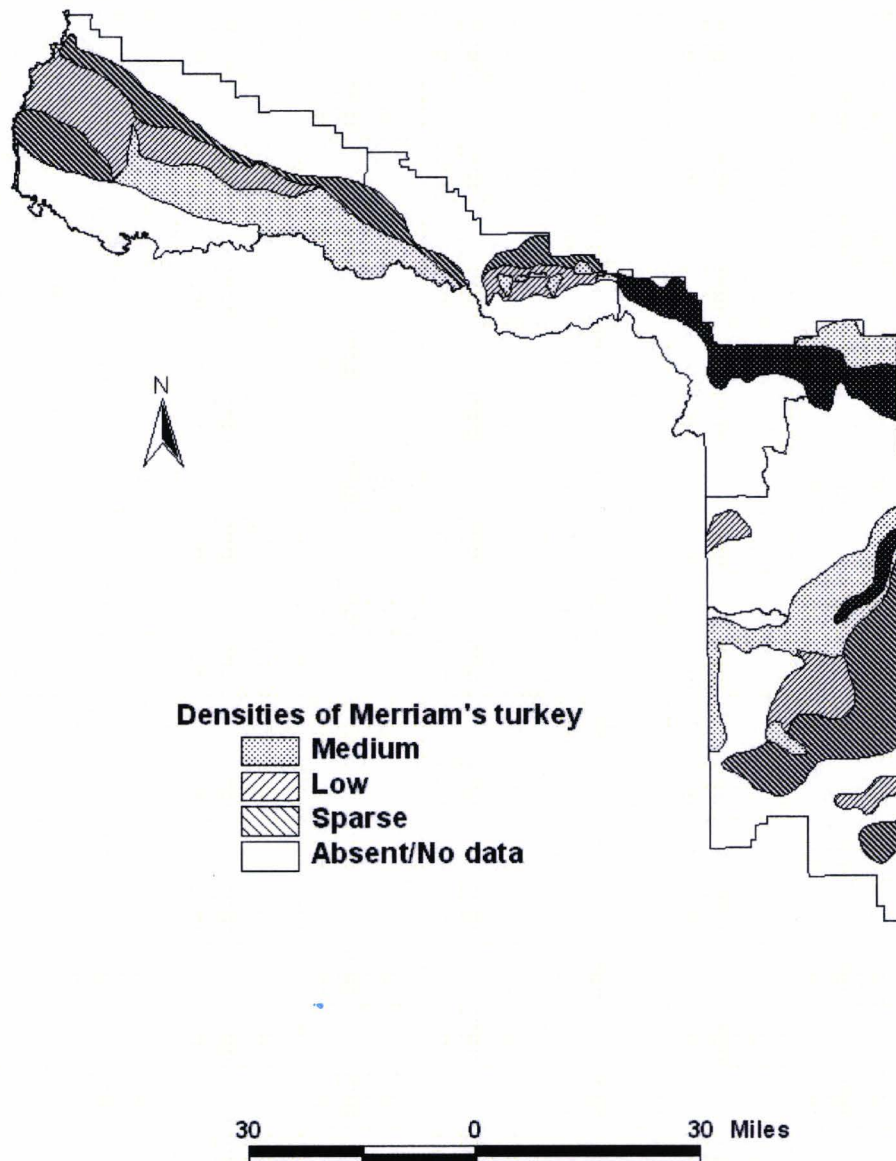 N
Densities of Merriam's turkey
Medium
Low
Sparse
Absent/No data
30 0 30 Miles